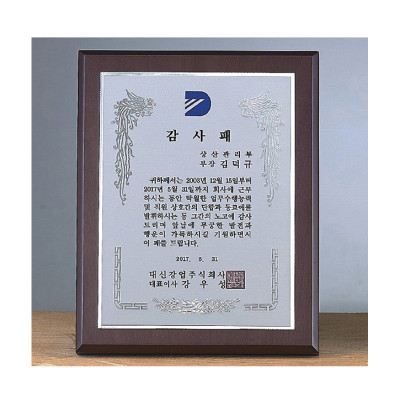 감 사 패
생산관리부
부장 김덕규
귀하께서는 2003년 12월 15일부터
2017년 5월 31일까지 회사에 근무
하시는 동안 탁월한 업무수행능력
및 직원 상호간의 단합과 동료애를
발휘하시는 등 그간의 노고에 감사
드리며 앞날에 무궁한 발전과
행운이 가득하시길 기원하면서
이 패를 드립니다.
2017. 5. 31
대신강업주식회사
대표이사 강우성